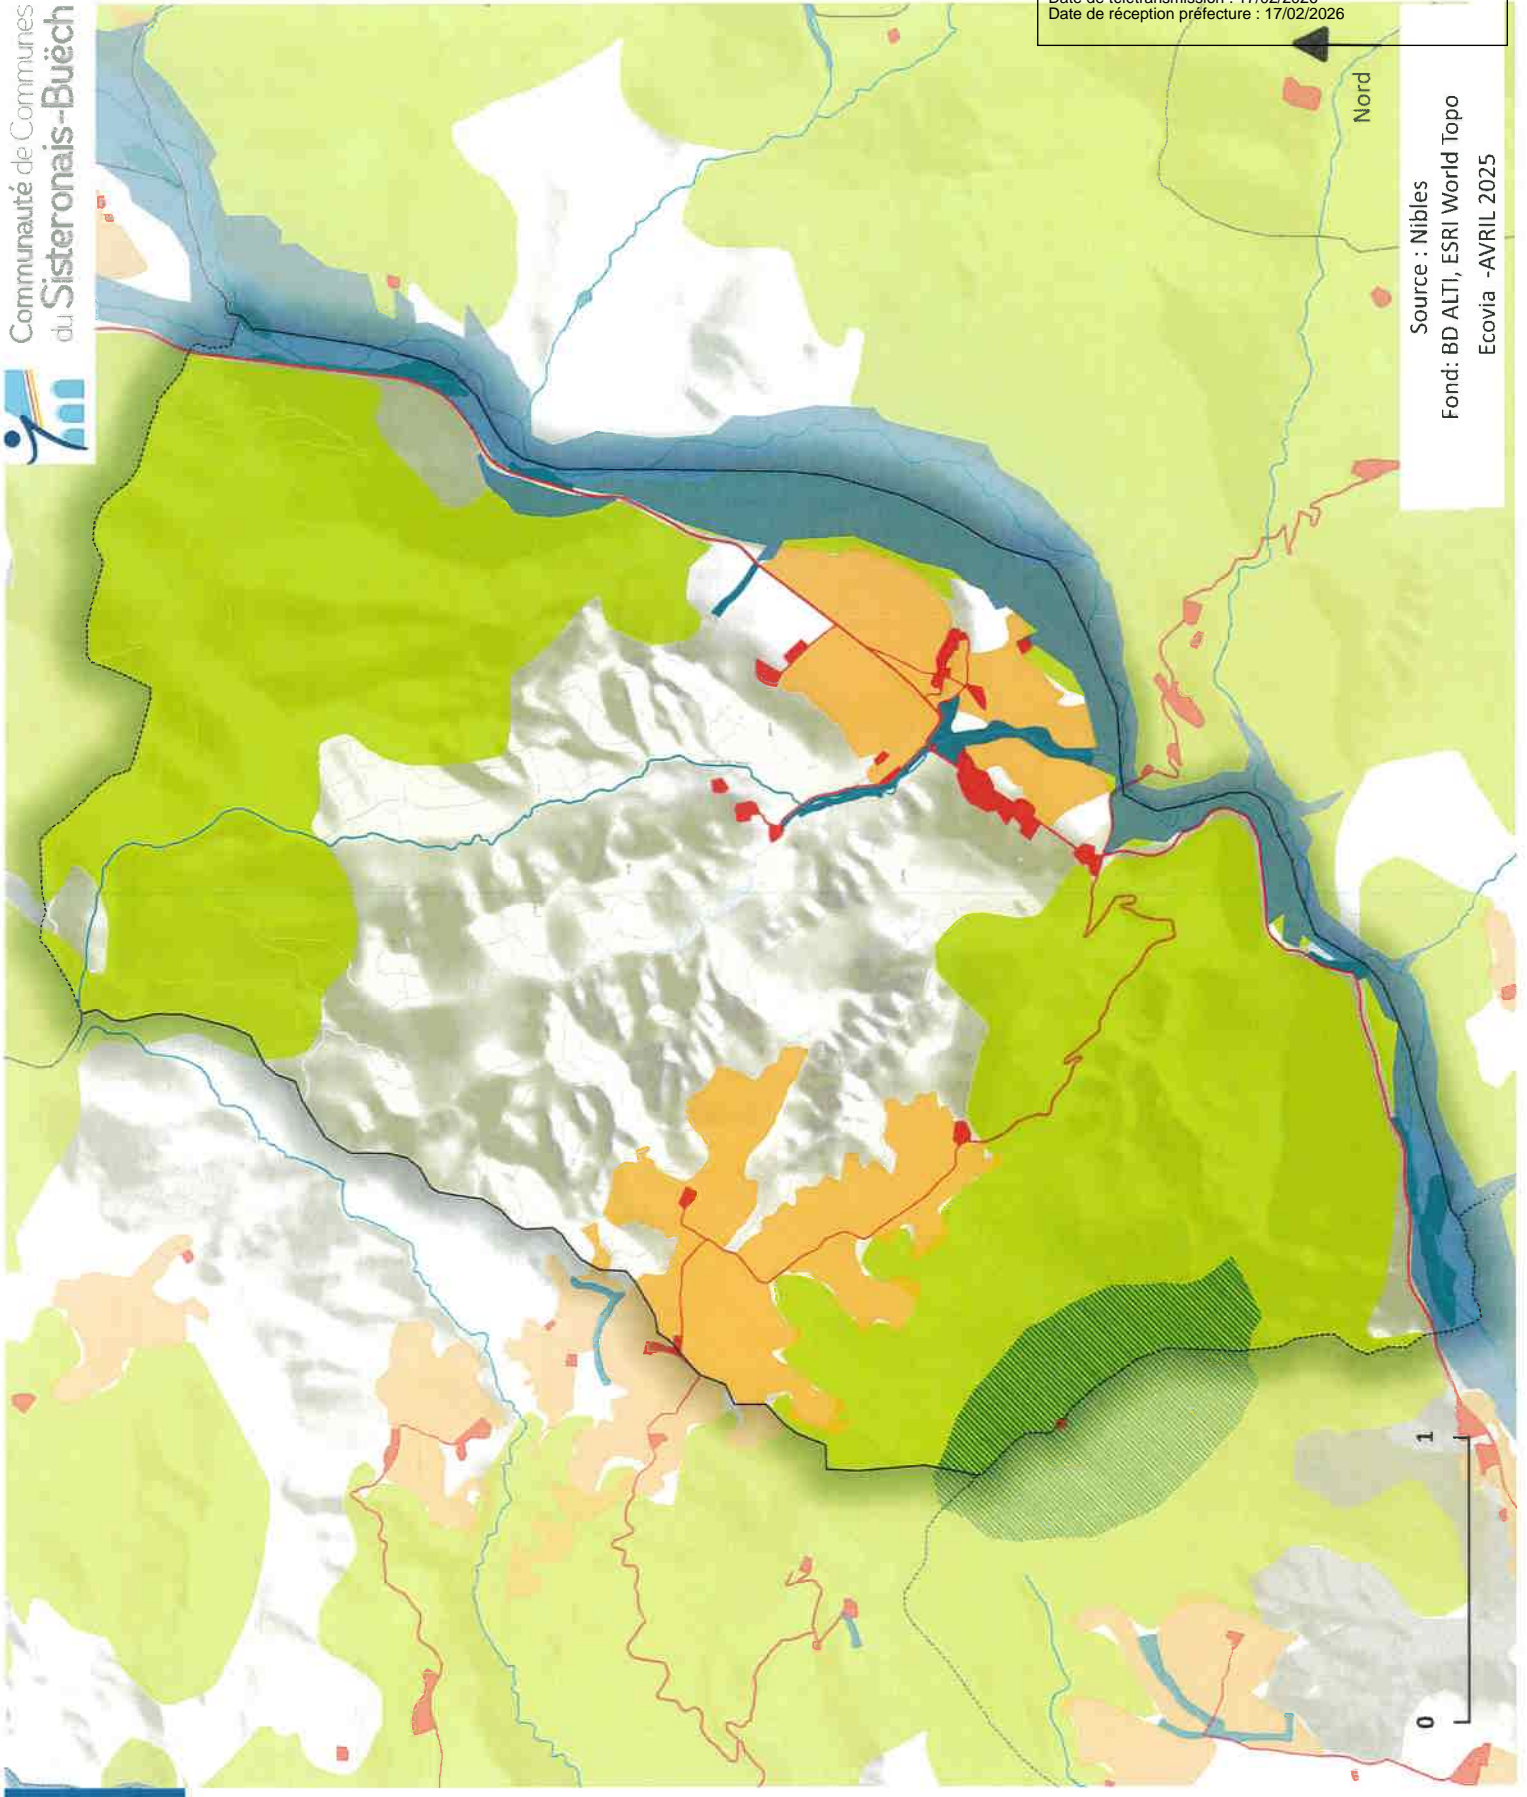 Communauté de Communes
du Sisteronais-Buëch
Date de réception préfecture : 17/02/2026
Nord
Source : Nibles
Fond: BD ALTI, ESRI World Topo
Ecovia -AVRIL 2025
0
1